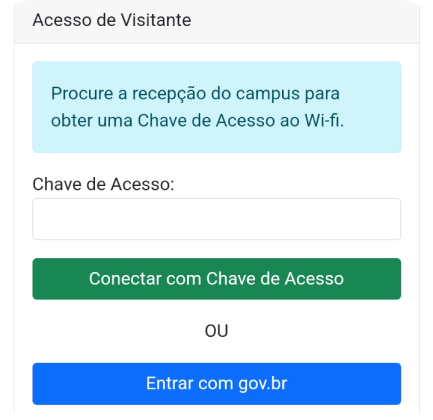 Acesso de Visitante
Procure a recepção do campus para
obter uma Chave de Acesso ao Wi-fi.
Chave de Acesso:
Conectar com Chave de Acesso
OU
Entrar com gov.br